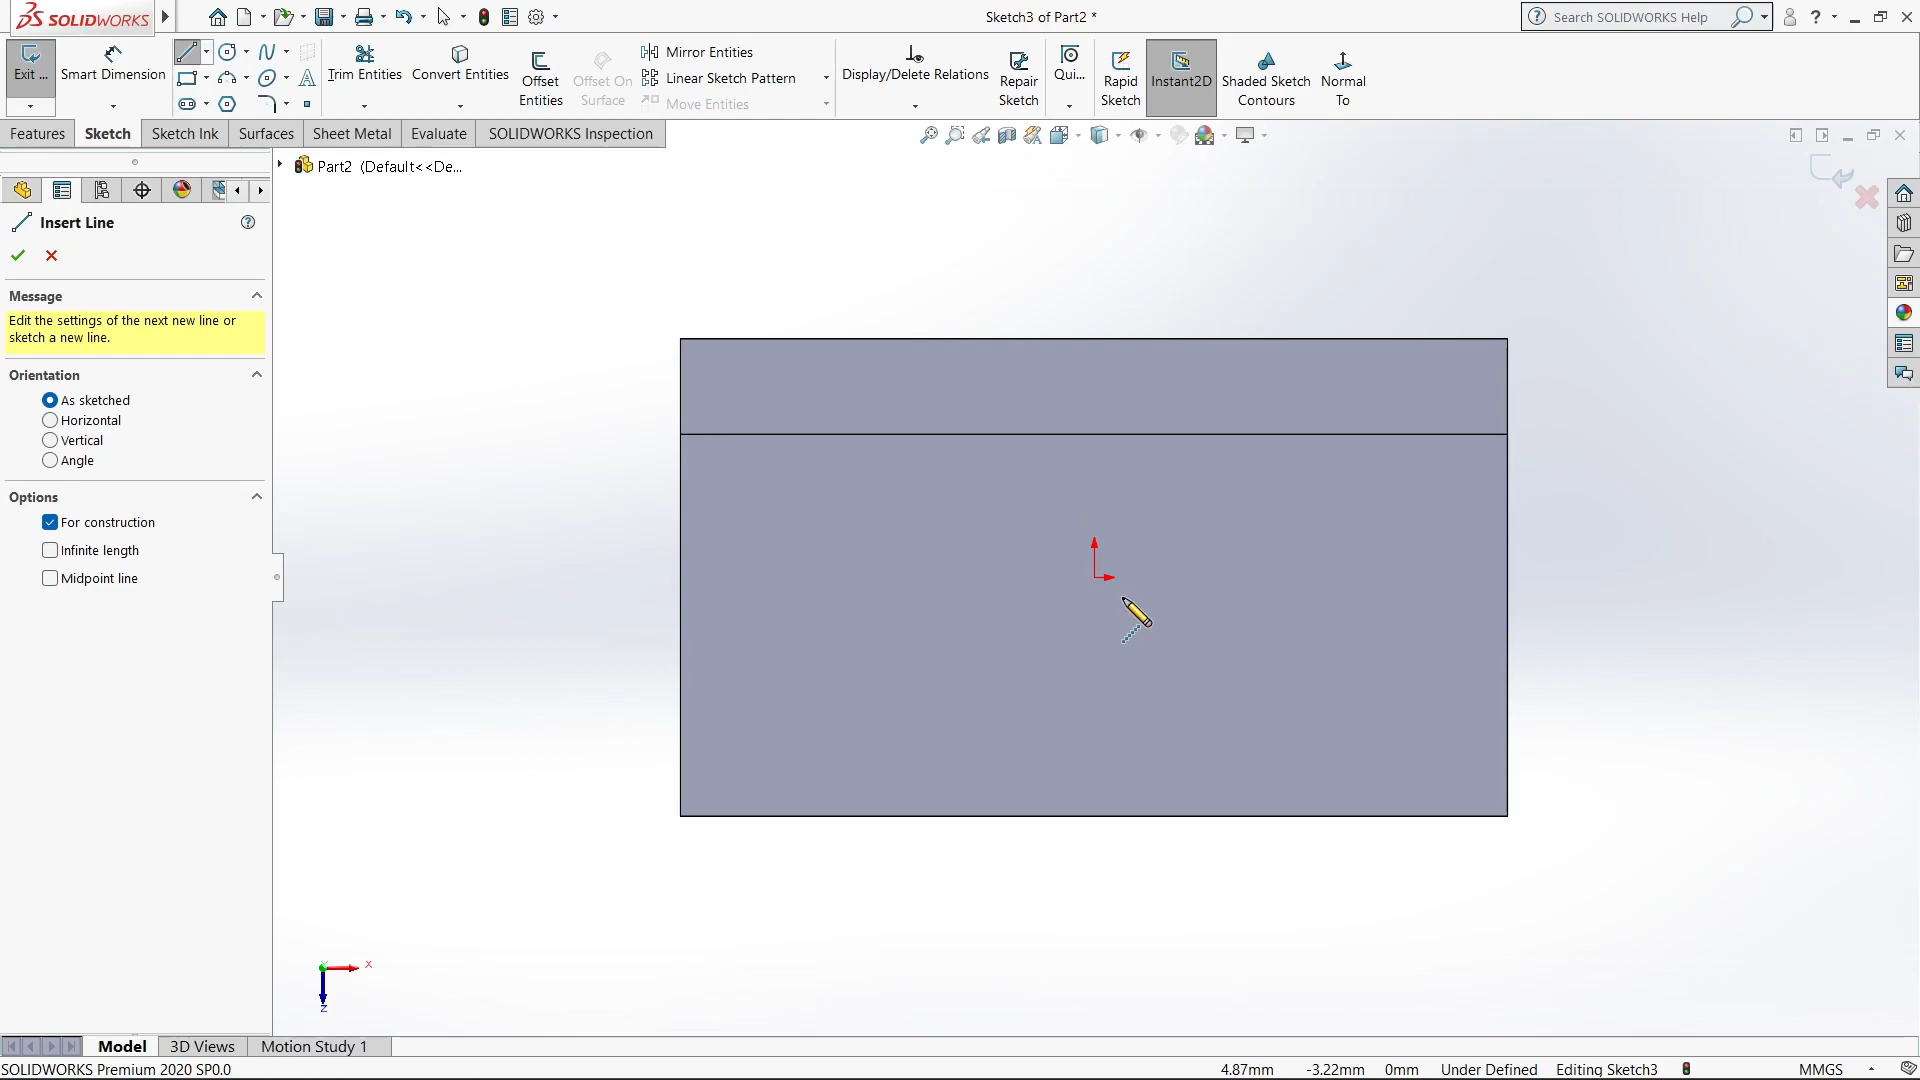 SOLIDWORKS
Sketch3 of Part2 *
Search SOLIDWORKS Help
?
Exit ...
Smart Dimension
Trim Entities
Convert Entities
Offset Entities
Offset On Surface
Mirror Entities
Linear Sketch Pattern
Move Entities
Display/Delete Relations
Repair Sketch
Qui...
Rapid Sketch
Instant2D
Shaded Sketch Contours
Normal To
Features
Sketch
Sketch Ink
Surfaces
Sheet Metal
Evaluate
SOLIDWORKS Inspection
Part2 (Default<<De...
Insert Line
Message
Edit the settings of the next new line or
sketch a new line.
Orientation
As sketched
Horizontal
Vertical
Angle
Options
For construction
Infinite length
Midpoint line
X
Z
Model
3D Views
Motion Study 1
SOLIDWORKS Premium 2020 SP0.0
4.87mm
-3.22mm
0mm
Under Defined
Editing Sketch3
MMGS